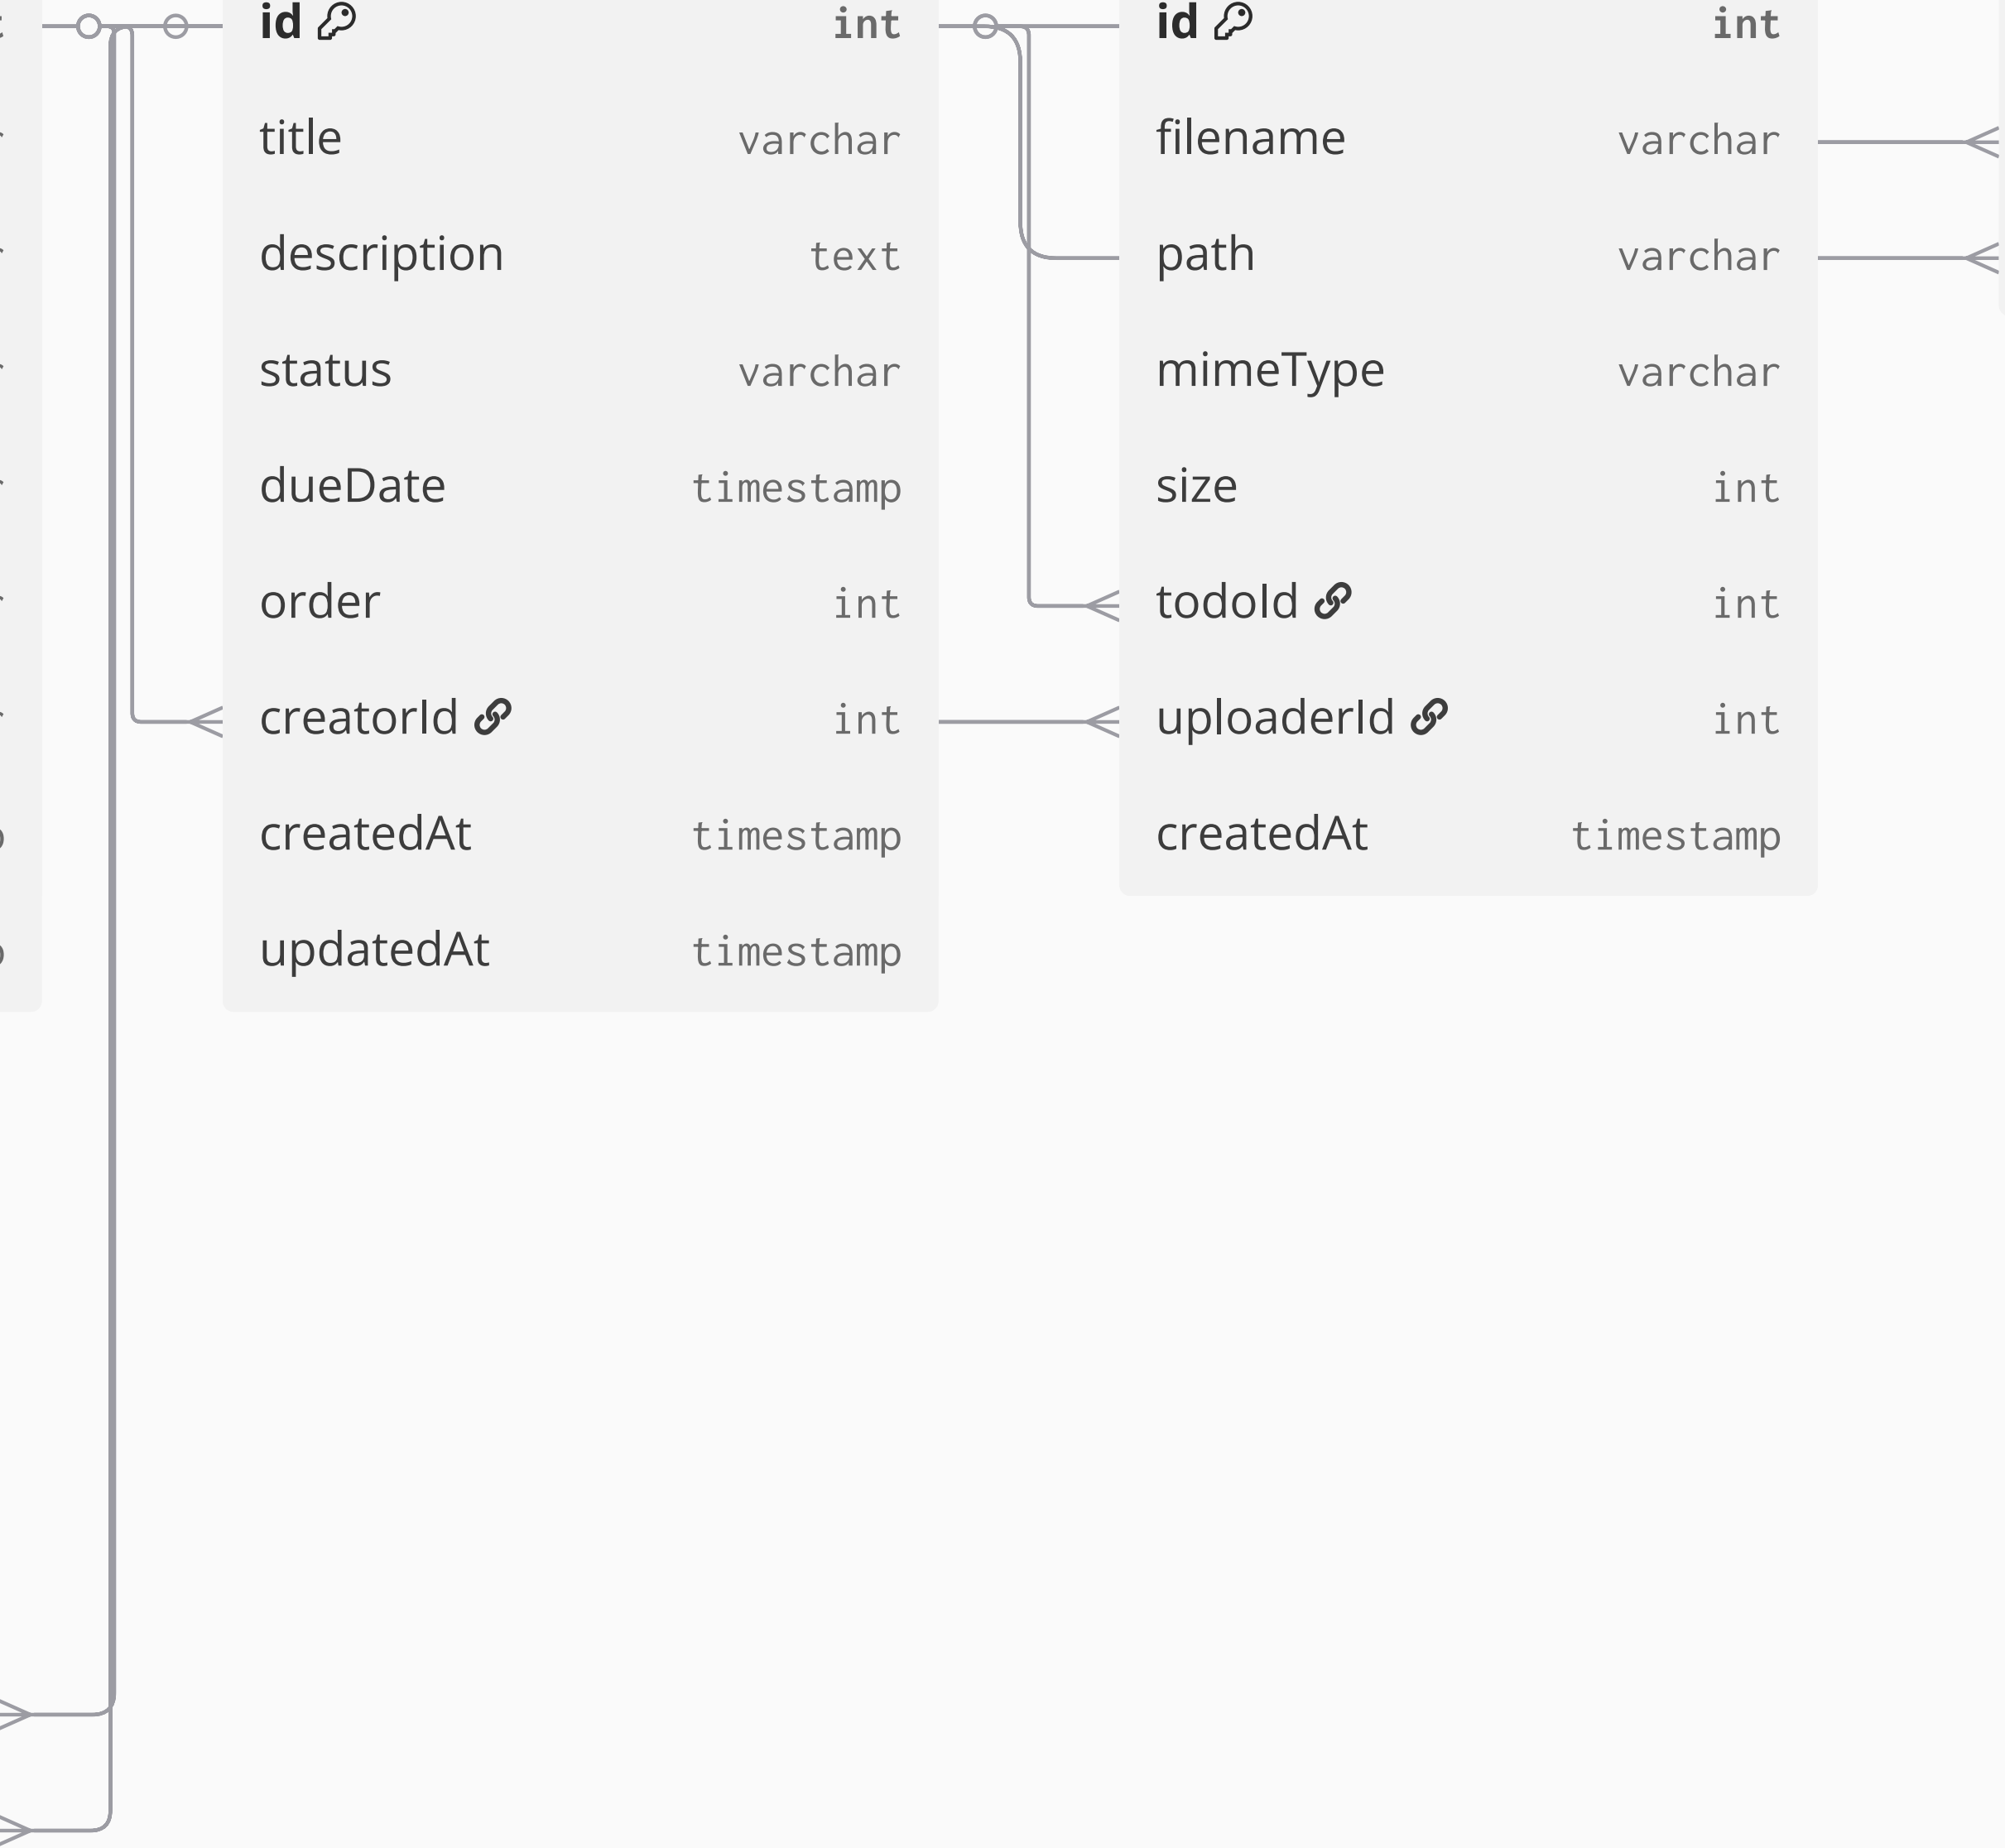 id int
title varchar
description text
status varchar
dueDate timestamp
order int
creatorId int
createdAt timestamp
updatedAt timestamp
id int
filename varchar
path varchar
mimeType varchar
size int
todoId int
uploaderId int
createdAt timestamp